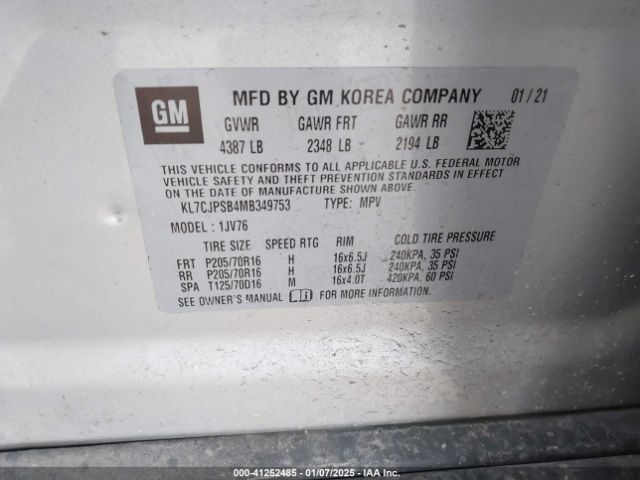 GM
MFD BY GM KOREA COMPANY 01/21
GVWR GAWR FRT GAWR RR
4387 LB 2348 LB 2194 LB
THIS VEHICLE CONFORMS TO ALL APPLICABLE U.S. FEDERAL MOTOR
VEHICLE SAFETY AND THEFT PREVENTION STANDARDS IN EFFECT
ON THE DATE OF MANUFACTURE SHOWN ABOVE.
KL7CJPSB4MB349753 TYPE: MPV
MODEL: 1JV76
TIRE SIZE SPEED RTG RIM COLD TIRE PRESSURE
FRT P205/70R16 H 16x6.5J 240KPA, 35 PSI
RR P205/70R16 H 16x6.5J 240KPA, 35 PSI
SPA T125/70D16 M 16x4.0T 420KPA, 60 PSI
SEE OWNER'S MANUAL FOR MORE INFORMATION.
000-41252485 - 01/07/2025 - IAA Inc.